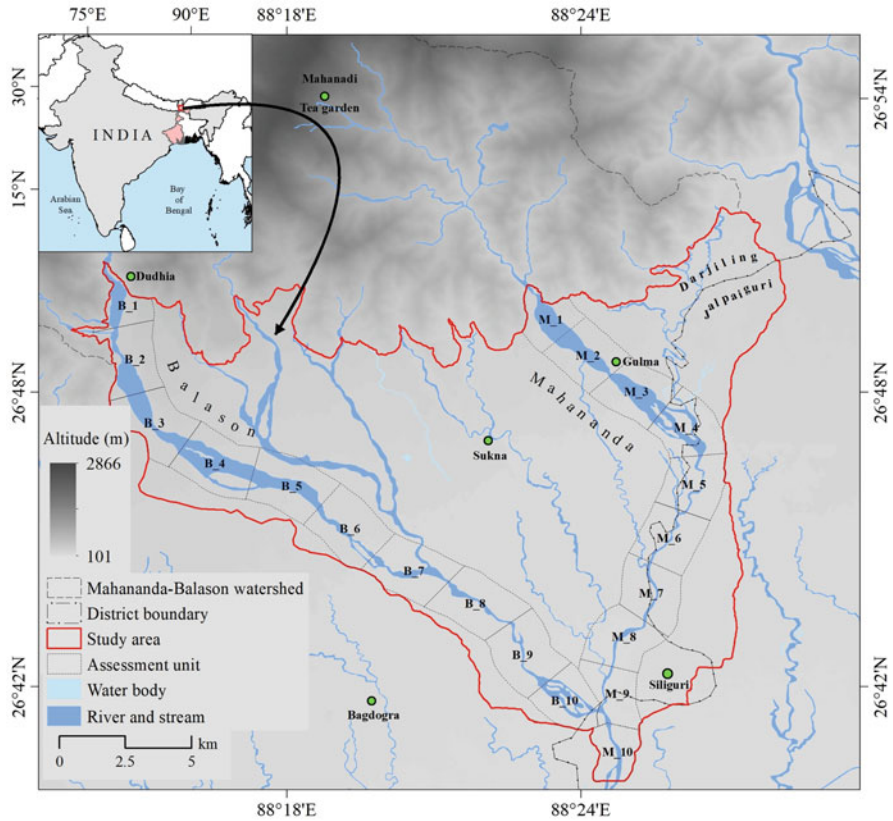 75°E
90°E
88°18'E
88°24'E
30°N
15°N
26°54'N
26°48'N
26°42'N
INDIA
Arabian
Sea
Bay
of
Bengal
Mahanadi
Tea garden
Dudhia
Darjiling
Jalpaiguri
B_1
B_2
B_3
B_4
B_5
B_6
B_7
B_8
B_9
B_10
Balason
M_1
M_2
M_3
M_4
M_5
M_6
M_7
M_8
M_9
M_10
Mahananda
Gulma
Sukna
Siliguri
Bagdogra
Altitude (m)
2866
101
Mahananda-Balason watershed
District boundary
Study area
Assessment unit
Water body
River and stream
0 2.5 5
km
26°48'N
26°42'N
88°18'E
88°24'E